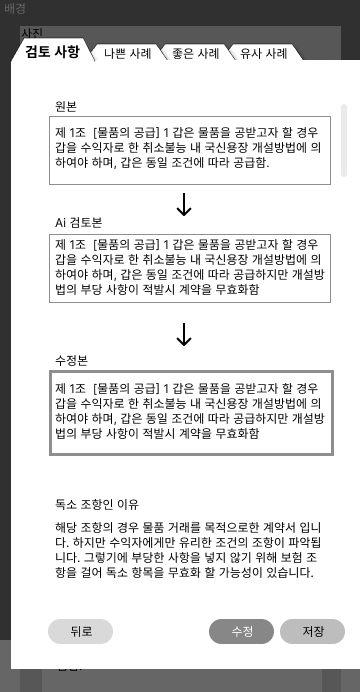 배경
사진
검토 사항
나쁜 사례
좋은 사례
유사 사례
원본
제 1조  [물품의 공급] 1 갑은 물품을 공받고자 할 경우
갑을 수익자로 한 취소불능 내 국신용장 개설방법에 의
하여야 하며, 갑은 동일 조건에 따라 공급함.
Ai 검토본
제 1조  [물품의 공급] 1 갑은 물품을 공받고자 할 경우
갑을 수익자로 한 취소불능 내 국신용장 개설방법에 의
하여야 하며, 갑은 동일 조건에 따라 공급하지만 개설방
법의 부당 사항이 적발시 계약을 무효화함
수정본
제 1조  [물품의 공급] 1 갑은 물품을 공받고자 할 경우
갑을 수익자로 한 취소불능 내 국신용장 개설방법에 의
하여야 하며, 갑은 동일 조건에 따라 공급하지만 개설방
법의 부당 사항이 적발시 계약을 무효화함
독소 조항인 이유
해당 조항의 경우 물품 거래를 목적으로한 계약서 입니
다. 하지만 수익자에게만 유리한 조건의 조항이 파악됩
니다. 그렇기에 부당한 사항을 넣지 않기 위해 보험 조
항을 걸어 독소 항목을 무효화 할 가능성이 있습니다.
뒤로
수정
저장